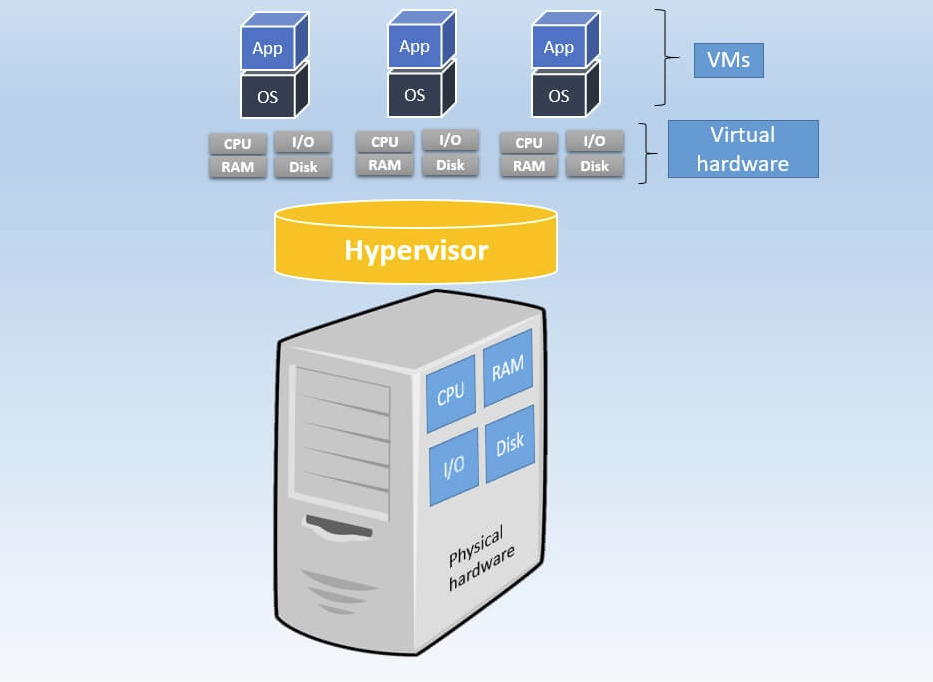 App App App
VMs
OS OS OS
CPU I/O CPU I/O CPU I/O
RAM Disk RAM Disk RAM Disk
Virtual
hardware
Hypervisor
CPU RAM
I/O Disk
Physical
hardware